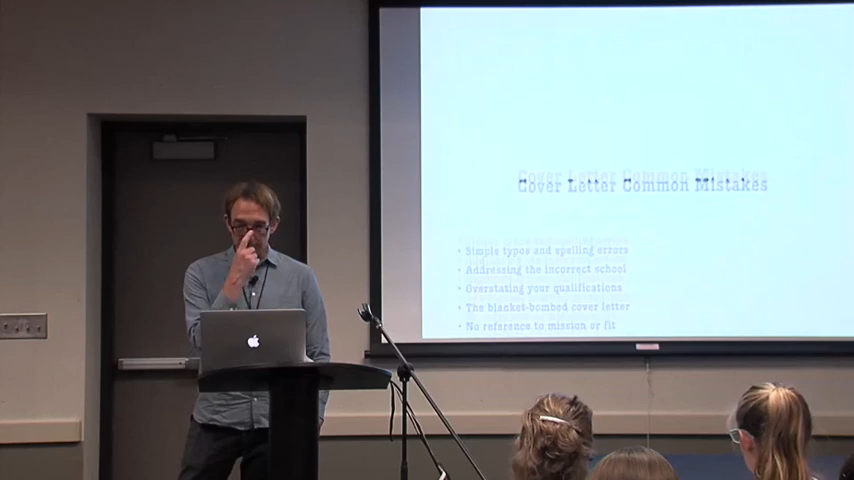 Cover Letter Common Mistakes
• Simple typos and spelling errors
• Addressing the incorrect school
• Overstating your qualifications
• The blanket-bombed cover letter
• No reference to mission or fit